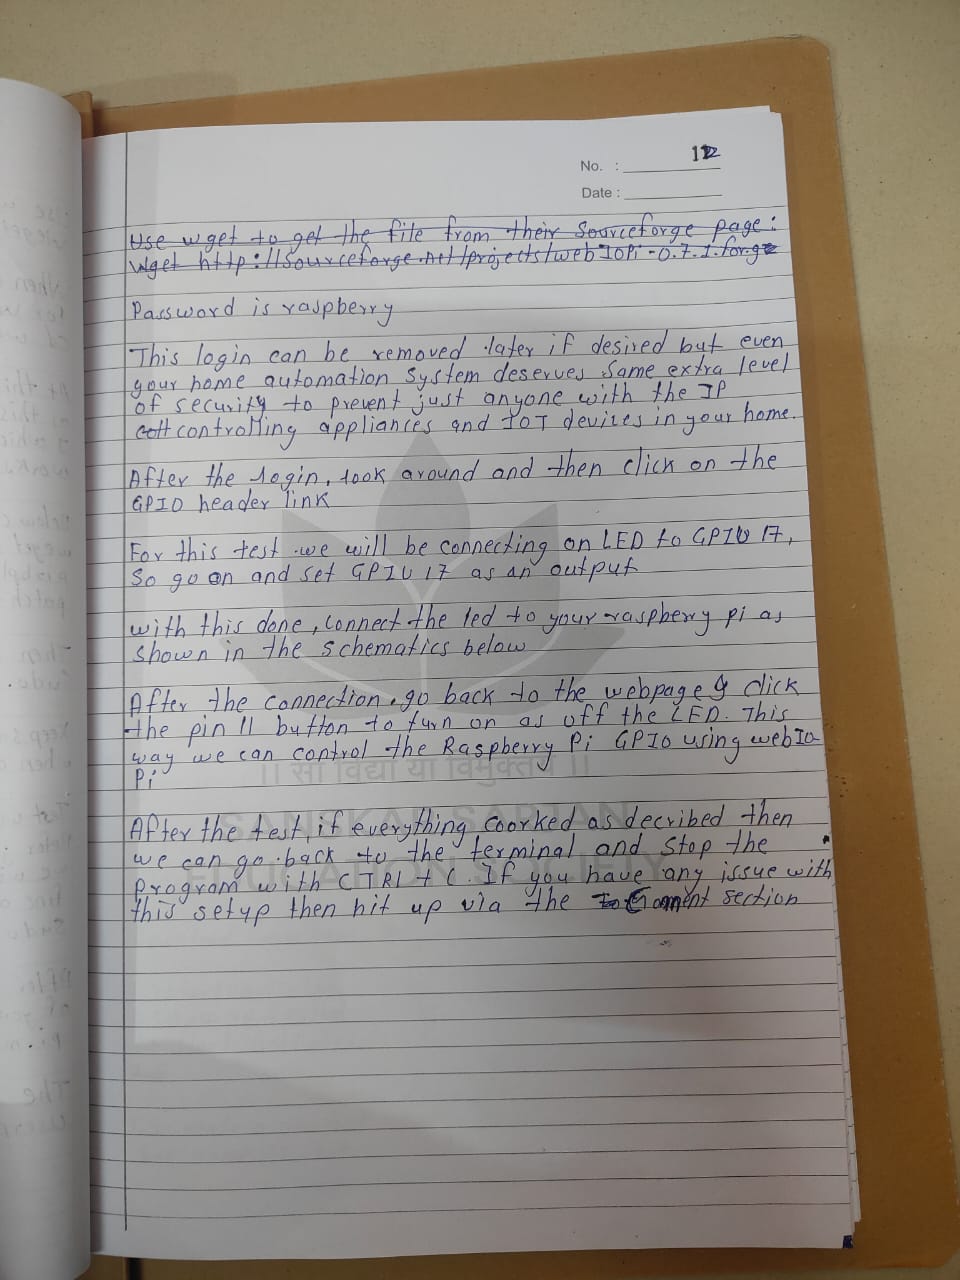 No. : 12
Date :
Use wget to get the file from their Sourceforge page :
Wget http://Sourceforge.net/projects/webIOPi-0.7.1.forgz
Password is raspberry
This login can be removed later if desired but even
your home automation system deserves same extra level
of security to prevent just anyone with the IP
controlling appliances and IOT devices in your home.
After the login, look around and then click on the
GPIO header link
For this test we will be connecting on LED to GPIO 17,
So go on and set GPIO 17 as an output
with this done, connect the led to your raspberry pi as
shown in the schematics below
After the connection, go back to the webpage & click
the pin 11 button to turn on as off the LED. This
way we can control the Raspberry Pi GPIO using webIo
Pi
।। सा विद्या या विमुक्तये ।।
After the test, if everything coorked as decribed then
SANSKAR SARJAN
we can go back to the terminal and stop the
EDUCATION SOCIETY
Program with CTRL + C. If you have any issue with
this setup then hit up via the Comment section